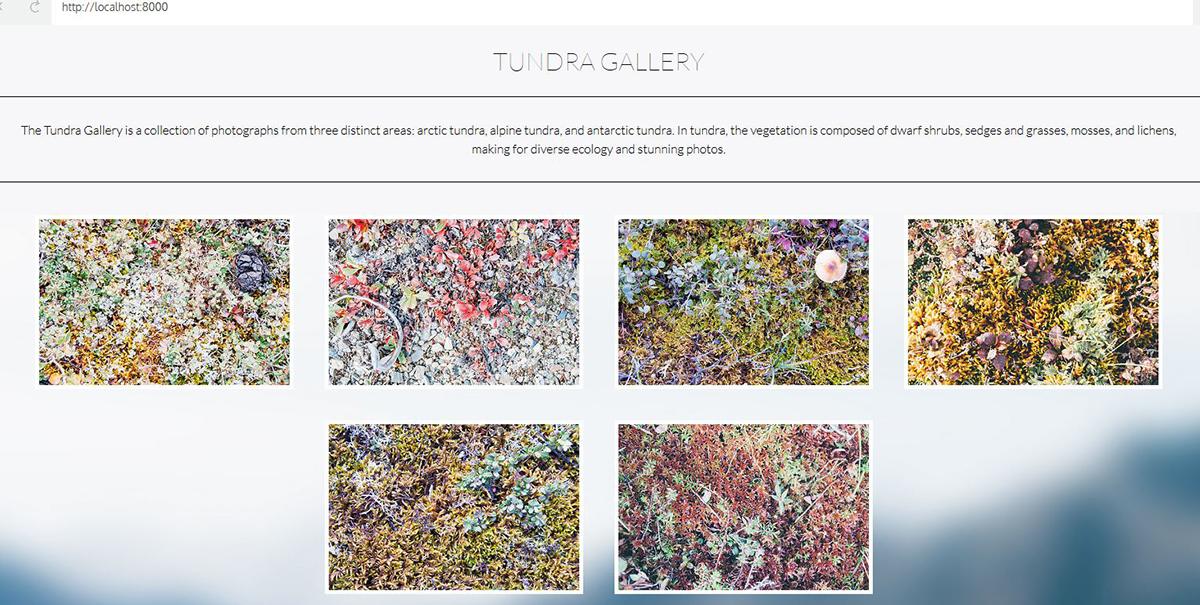 http://localhost:8000
TUNDRA GALLERY
The Tundra Gallery is a collection of photographs from three distinct areas: arctic tundra, alpine tundra, and antarctic tundra. In tundra, the vegetation is composed of dwarf shrubs, sedges and grasses, mosses, and lichens,
making for diverse ecology and stunning photos.